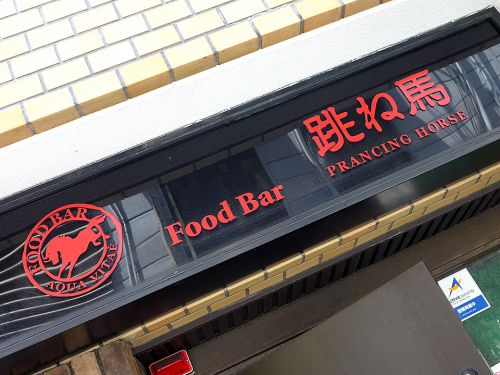 FOOD BAR
AQUA VITAE
Food Bar
跳ね馬
PRANCING HORSE